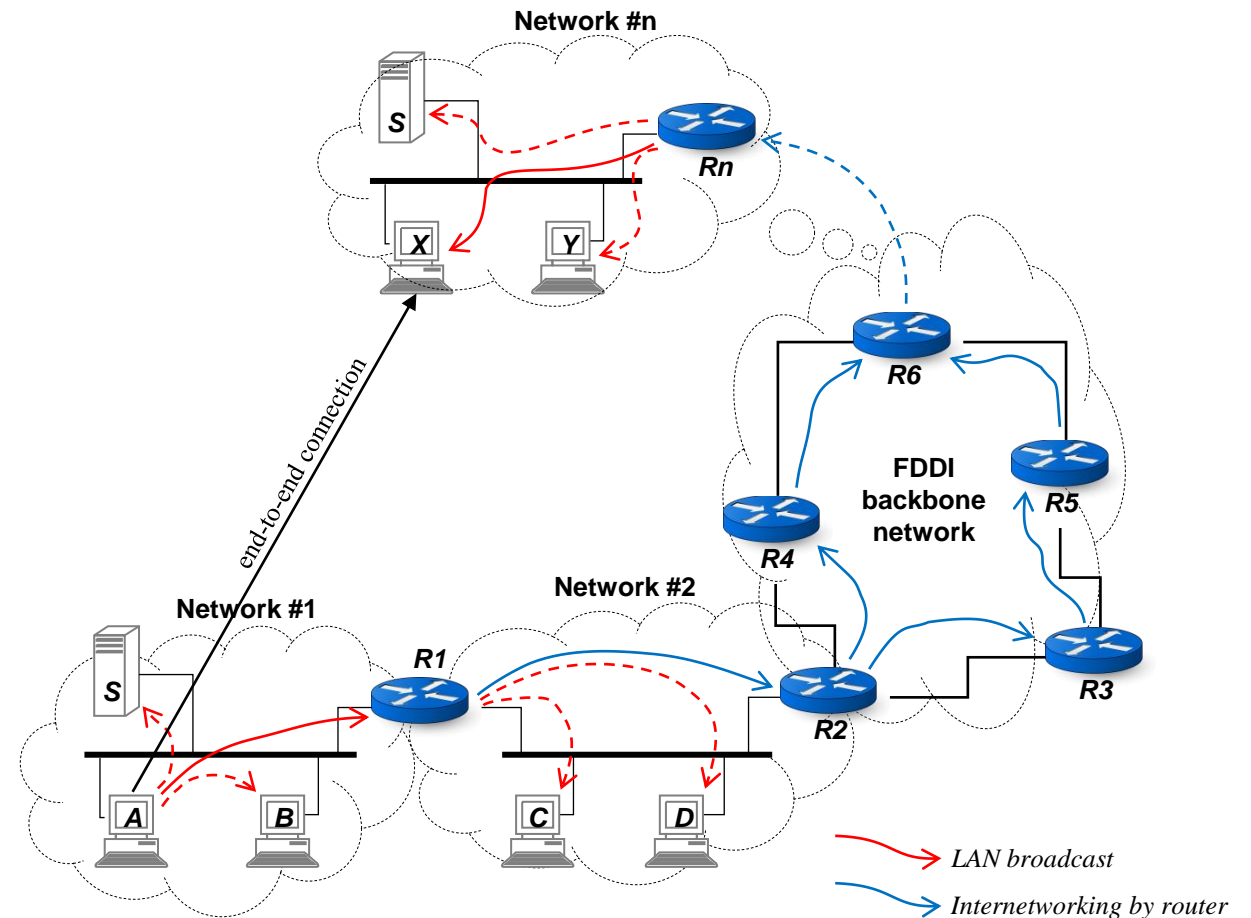 Network #n
S
Rn
X
Y
R6
end-to-end connection
FDDI
backbone
network
R5
R4
Network #1
Network #2
R1
S
R3
R2
A
B
C
D
LAN broadcast
Internetworking by router